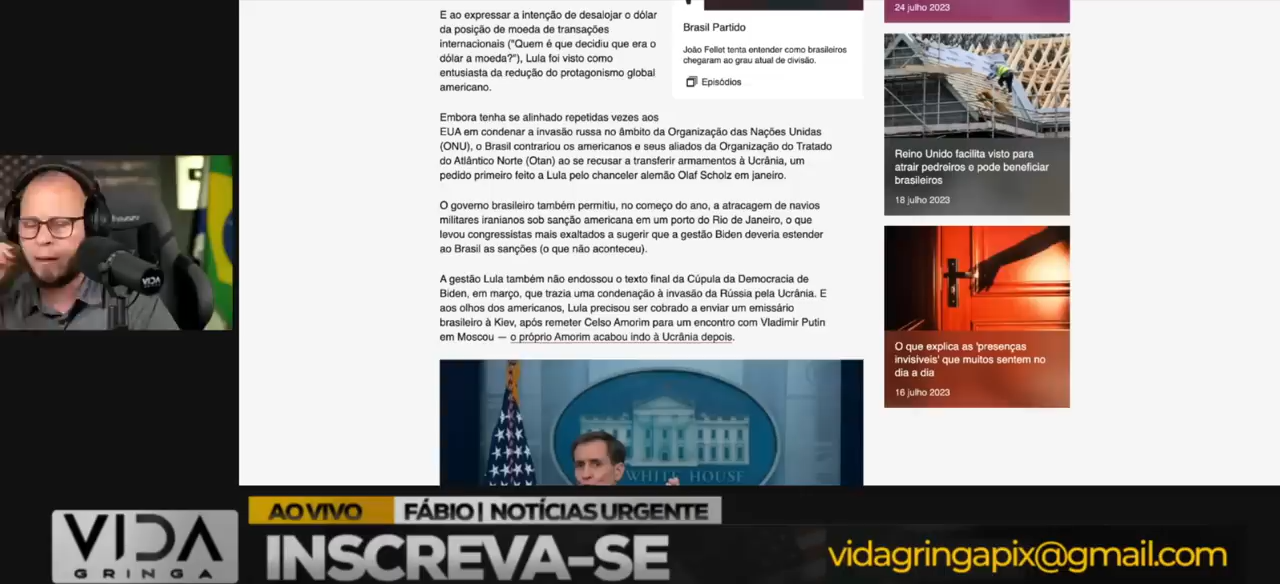 E ao expressar a intenção de desalojar o dólar
da posição de moeda de transações
internacionais ("Quem é que decidiu que era o
dólar a moeda?"), Lula foi visto como
entusiasta da redução do protagonismo global
americano.
Embora tenha se alinhado repetidas vezes aos
EUA em condenar a invasão russa no âmbito da Organização das Nações Unidas
(ONU), o Brasil contrariou os americanos e seus aliados da Organização do Tratado
do Atlântico Norte (Otan) ao se recusar a transferir armamentos à Ucrânia, um
pedido primeiro feito a Lula pelo chanceler alemão Olaf Scholz em janeiro.
O governo brasileiro também permitiu, no começo do ano, a atracagem de navios
militares iranianos sob sanção americana em um porto do Rio de Janeiro, o que
levou congressistas mais exaltados a sugerir que a gestão Biden deveria estender
ao Brasil as sanções (o que não aconteceu).
A gestão Lula também não endossou o texto final da Cúpula da Democracia de
Biden, em março, que trazia uma condenação à invasão da Rússia pela Ucrânia. E
aos olhos dos americanos, Lula precisou ser cobrado a enviar um emissário
brasileiro à Kiev, após remeter Celso Amorim para um encontro com Vladimir Putin
em Moscou — o próprio Amorim acabou indo à Ucrânia depois.
THE WHITE HOUSE
Brasil Partido
João Fellet tenta entender como brasileiros
chegaram ao grau atual de divisão.
Episódios
24 julho 2023
Reino Unido facilita visto para
atrair pedreiros e pode beneficiar
brasileiros
18 julho 2023
O que explica as 'presenças
invisíveis' que muitos sentem no
dia a dia
16 julho 2023
VIDA
AO VIVO FÁBIO | NOTÍCIAS URGENTE
VIDA
GRINGA
INSCREVA-SE
vidagringapix@gmail.com